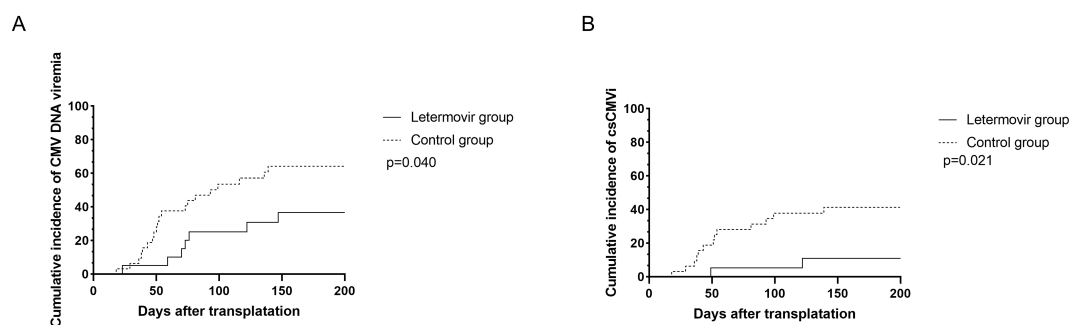 A
Cumulative incidence of CMV DNA viremia
100
80
60
40
20
0
0 50 100 150 200
Days after transplatation
Letermovir group
Control group
p=0.040
B
Cumulative incidence of csCMVi
100
80
60
40
20
0
0 50 100 150 200
Days after transplatation
Letermovir group
Control group
p=0.021